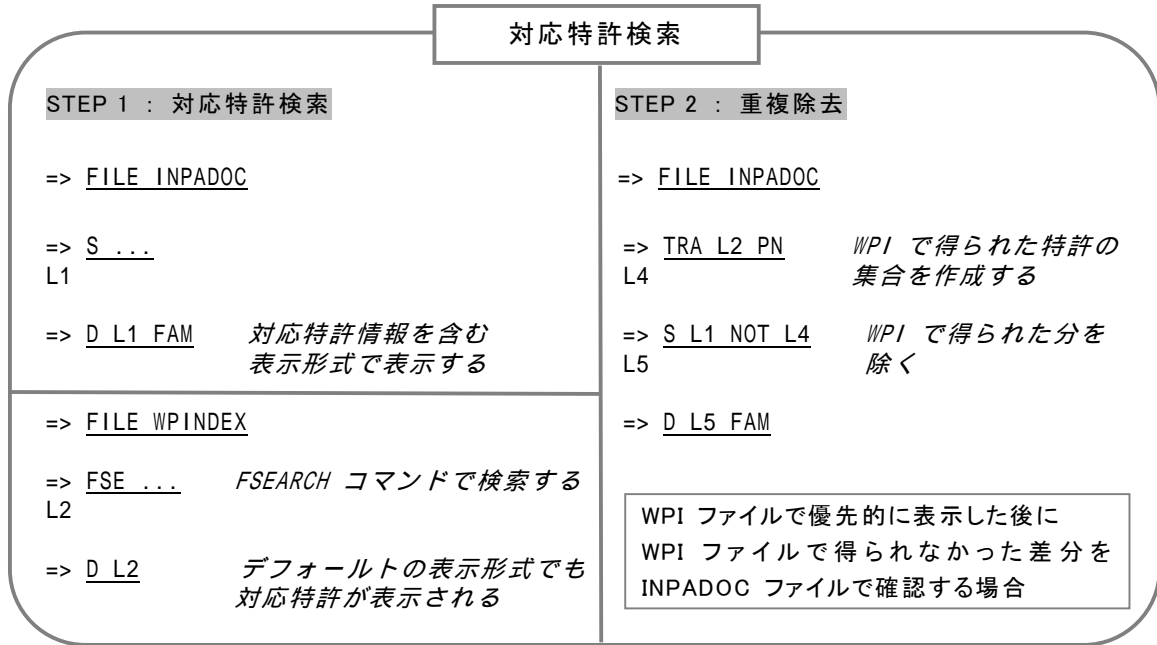 対応特許検索
STEP 1 : 対応特許検索
=> FILE INPADOC
=> S ...
L1
=> D L1 FAM 対応特許情報を含む
表示形式で表示する
=> FILE WPINDEX
=> FSE ... FSEARCH コマンドで検索する
L2
=> D L2 デフォールトの表示形式でも
対応特許が表示される
STEP 2 : 重複除去
=> FILE INPADOC
=> TRA L2 PN WPI で得られた特許の
L4 集合を作成する
=> S L1 NOT L4 WPI で得られた分を
L5 除く
=> D L5 FAM
WPI ファイルで優先的に表示した後に
WPI ファイルで得られなかった差分を
INPADOC ファイルで確認する場合